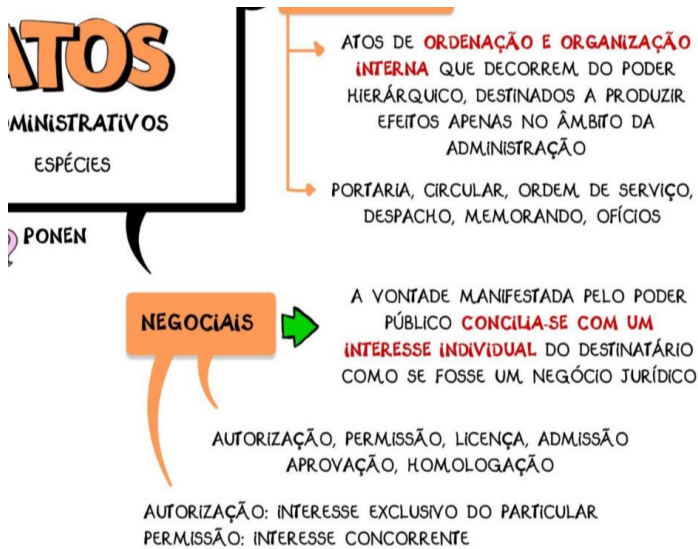 ATOS
MINISTRATIVOS
ESPÉCIES
PONEN
ATOS DE ORDENAÇÃO E ORGANIZAÇÃO
INTERNA QUE DECORREM DO PODER
HIERÁRQUICO, DESTINADOS A PRODUZIR
EFEITOS APENAS NO ÂMBITO DA
ADMINISTRAÇÃO
PORTARIA, CIRCULAR, ORDEM DE SERVIÇO,
DESPACHO, MEMORANDO, OFÍCIOS
NEGOCIAIS
A VONTADE MANIFESTADA PELO PODER
PÚBLICO CONCILIA-SE COM UM
INTERESSE INDIVIDUAL DO DESTINATÁRIO
COMO SE FOSSE UM NEGÓCIO JURÍDICO
AUTORIZAÇÃO, PERMISSÃO, LICENÇA, ADMISSÃO
APROVAÇÃO, HOMOLOGAÇÃO
AUTORIZAÇÃO: INTERESSE EXCLUSIVO DO PARTICULAR
PERMISSÃO: INTERESSE CONCORRENTE